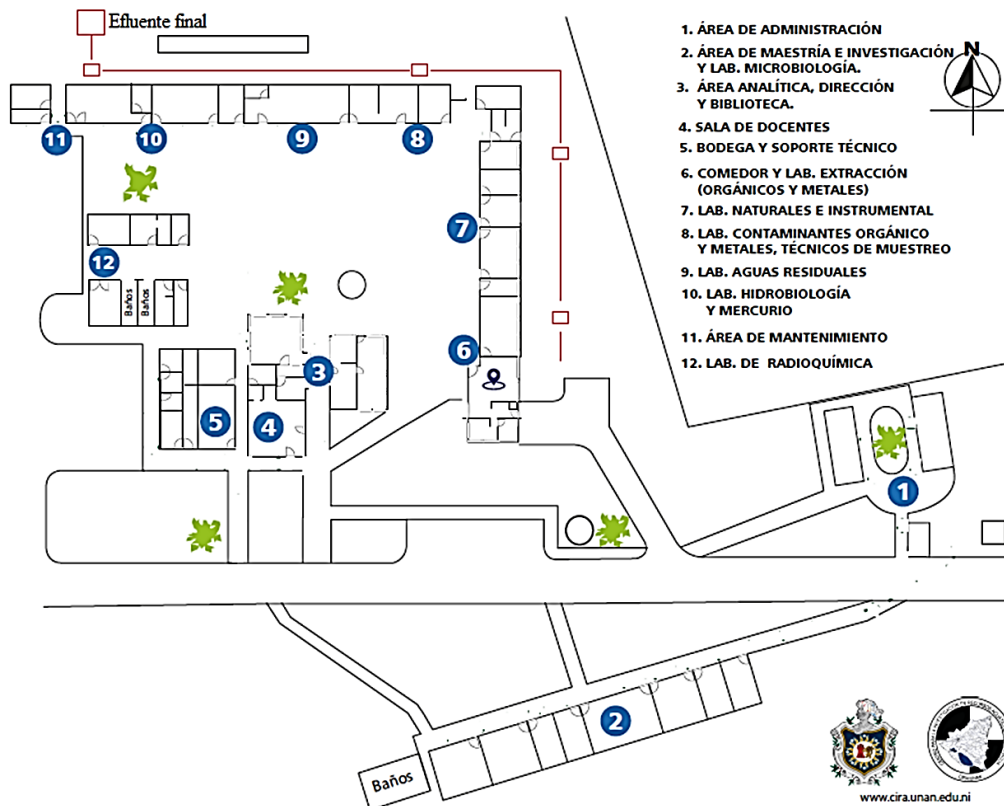 Efluente final
1. ÁREA DE ADMINISTRACIÓN
2. ÁREA DE MAESTRÍA E INVESTIGACIÓN
Y LAB. MICROBIOLOGÍA.
3. ÁREA ANALÍTICA, DIRECCIÓN
Y BIBLIOTECA.
4. SALA DE DOCENTES
5. BODEGA Y SOPORTE TÉCNICO
6. COMEDOR Y LAB. EXTRACCIÓN
(ORGÁNICOS Y METALES)
7. LAB. NATURALES E INSTRUMENTAL
8. LAB. CONTAMINANTES ORGÁNICO
Y METALES, TÉCNICOS DE MUESTREO
9. LAB. AGUAS RESIDUALES
10. LAB. HIDROBIOLOGÍA
Y MERCURIO
11. ÁREA DE MANTENIMIENTO
12. LAB. DE RADIOQUÍMICA
N
11
10
9
8
7
12
Baños
Baños
6
3
5
4
1
2
Baños
www.cira.unan.edu.ni